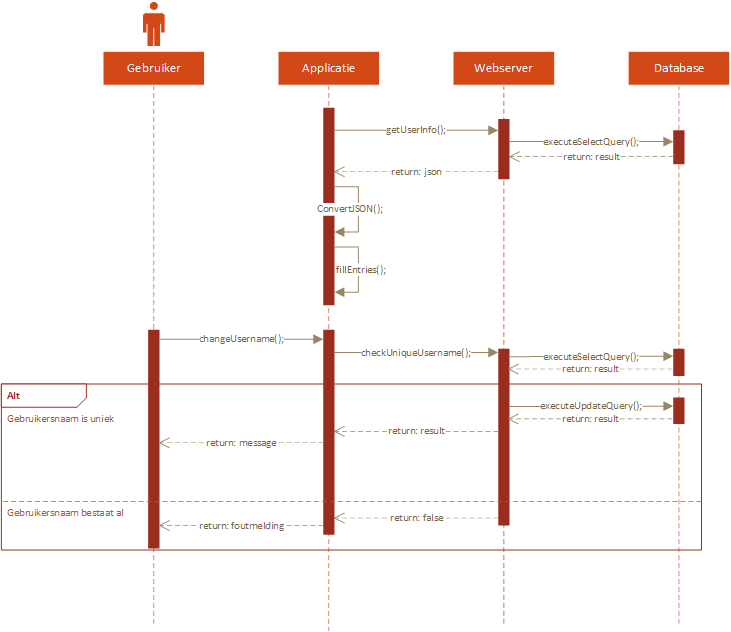 Gebruiker
Applicatie
Webserver
Database
getUserInfo();
executeSelectQuery();
return: result
return: json
ConvertJSON();
fillEntries();
changeUsername();
checkUniqueUsername();
executeSelectQuery();
return: result
Alt
executeUpdateQuery();
Gebruikersnaam is uniek
return: result
return: result
return: message
Gebruikersnaam bestaat al
return: false
return: foutmelding